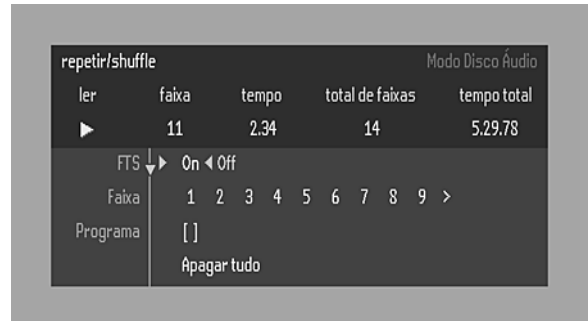 repetir/shuffle Modo Disco Áudio
ler faixa tempo total de faixas tempo total
11 2.34 14 5.29.78
FTS On Off
Faixa 1 2 3 4 5 6 7 8 9 >
Programa [ ]
Apagar tudo